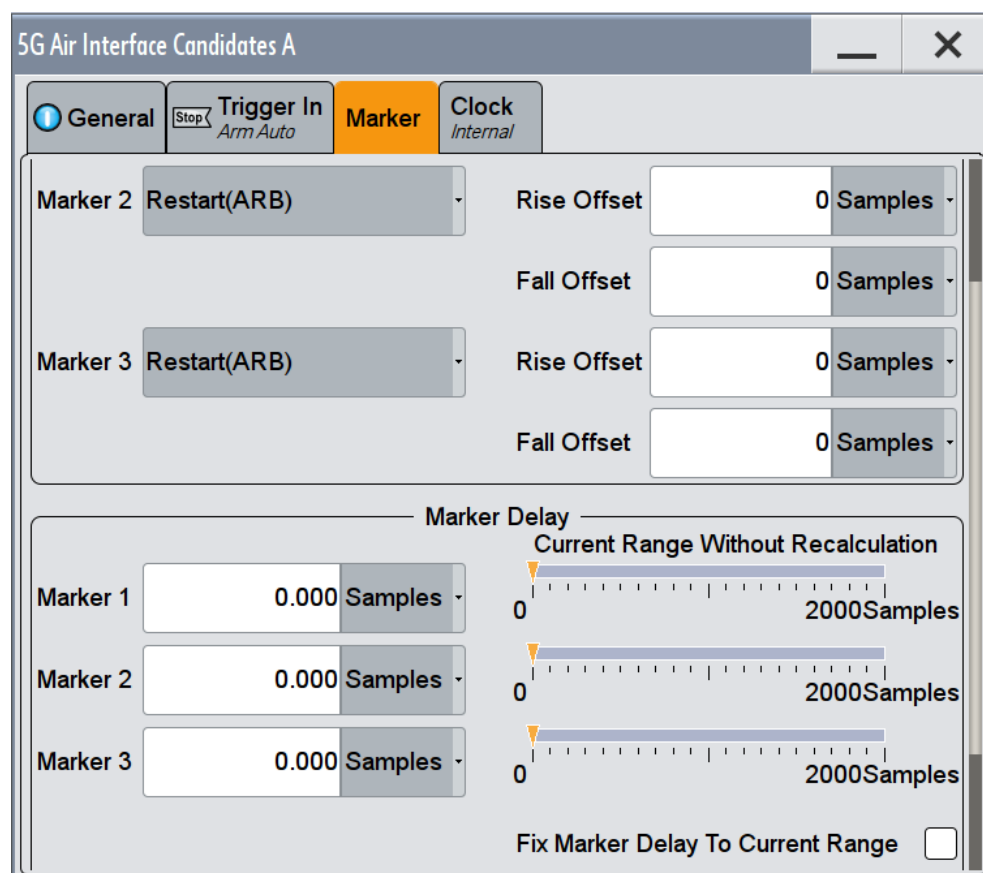 5G Air Interface Candidates A
General
Stop Trigger In
Arm Auto
Marker
Clock
Internal
Marker 2 Restart(ARB) Rise Offset 0 Samples
Fall Offset 0 Samples
Marker 3 Restart(ARB) Rise Offset 0 Samples
Fall Offset 0 Samples
Marker Delay
Current Range Without Recalculation
Marker 1 0.000 Samples
0 2000Samples
Marker 2 0.000 Samples
0 2000Samples
Marker 3 0.000 Samples
0 2000Samples
Fix Marker Delay To Current Range